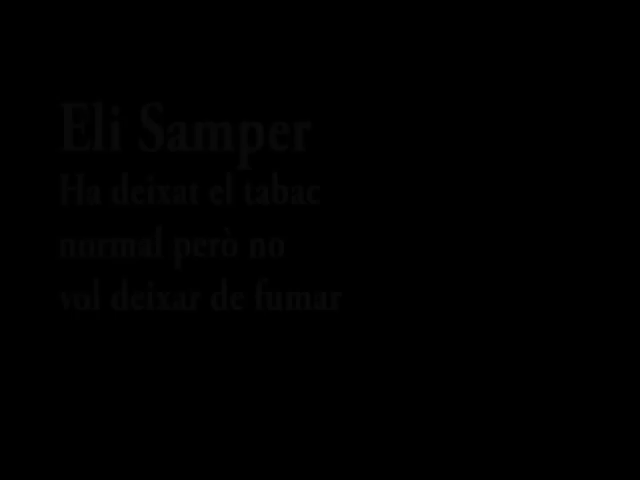 Eli Samper
Ha deixat el tabac
normal però no
vol deixar de fumar